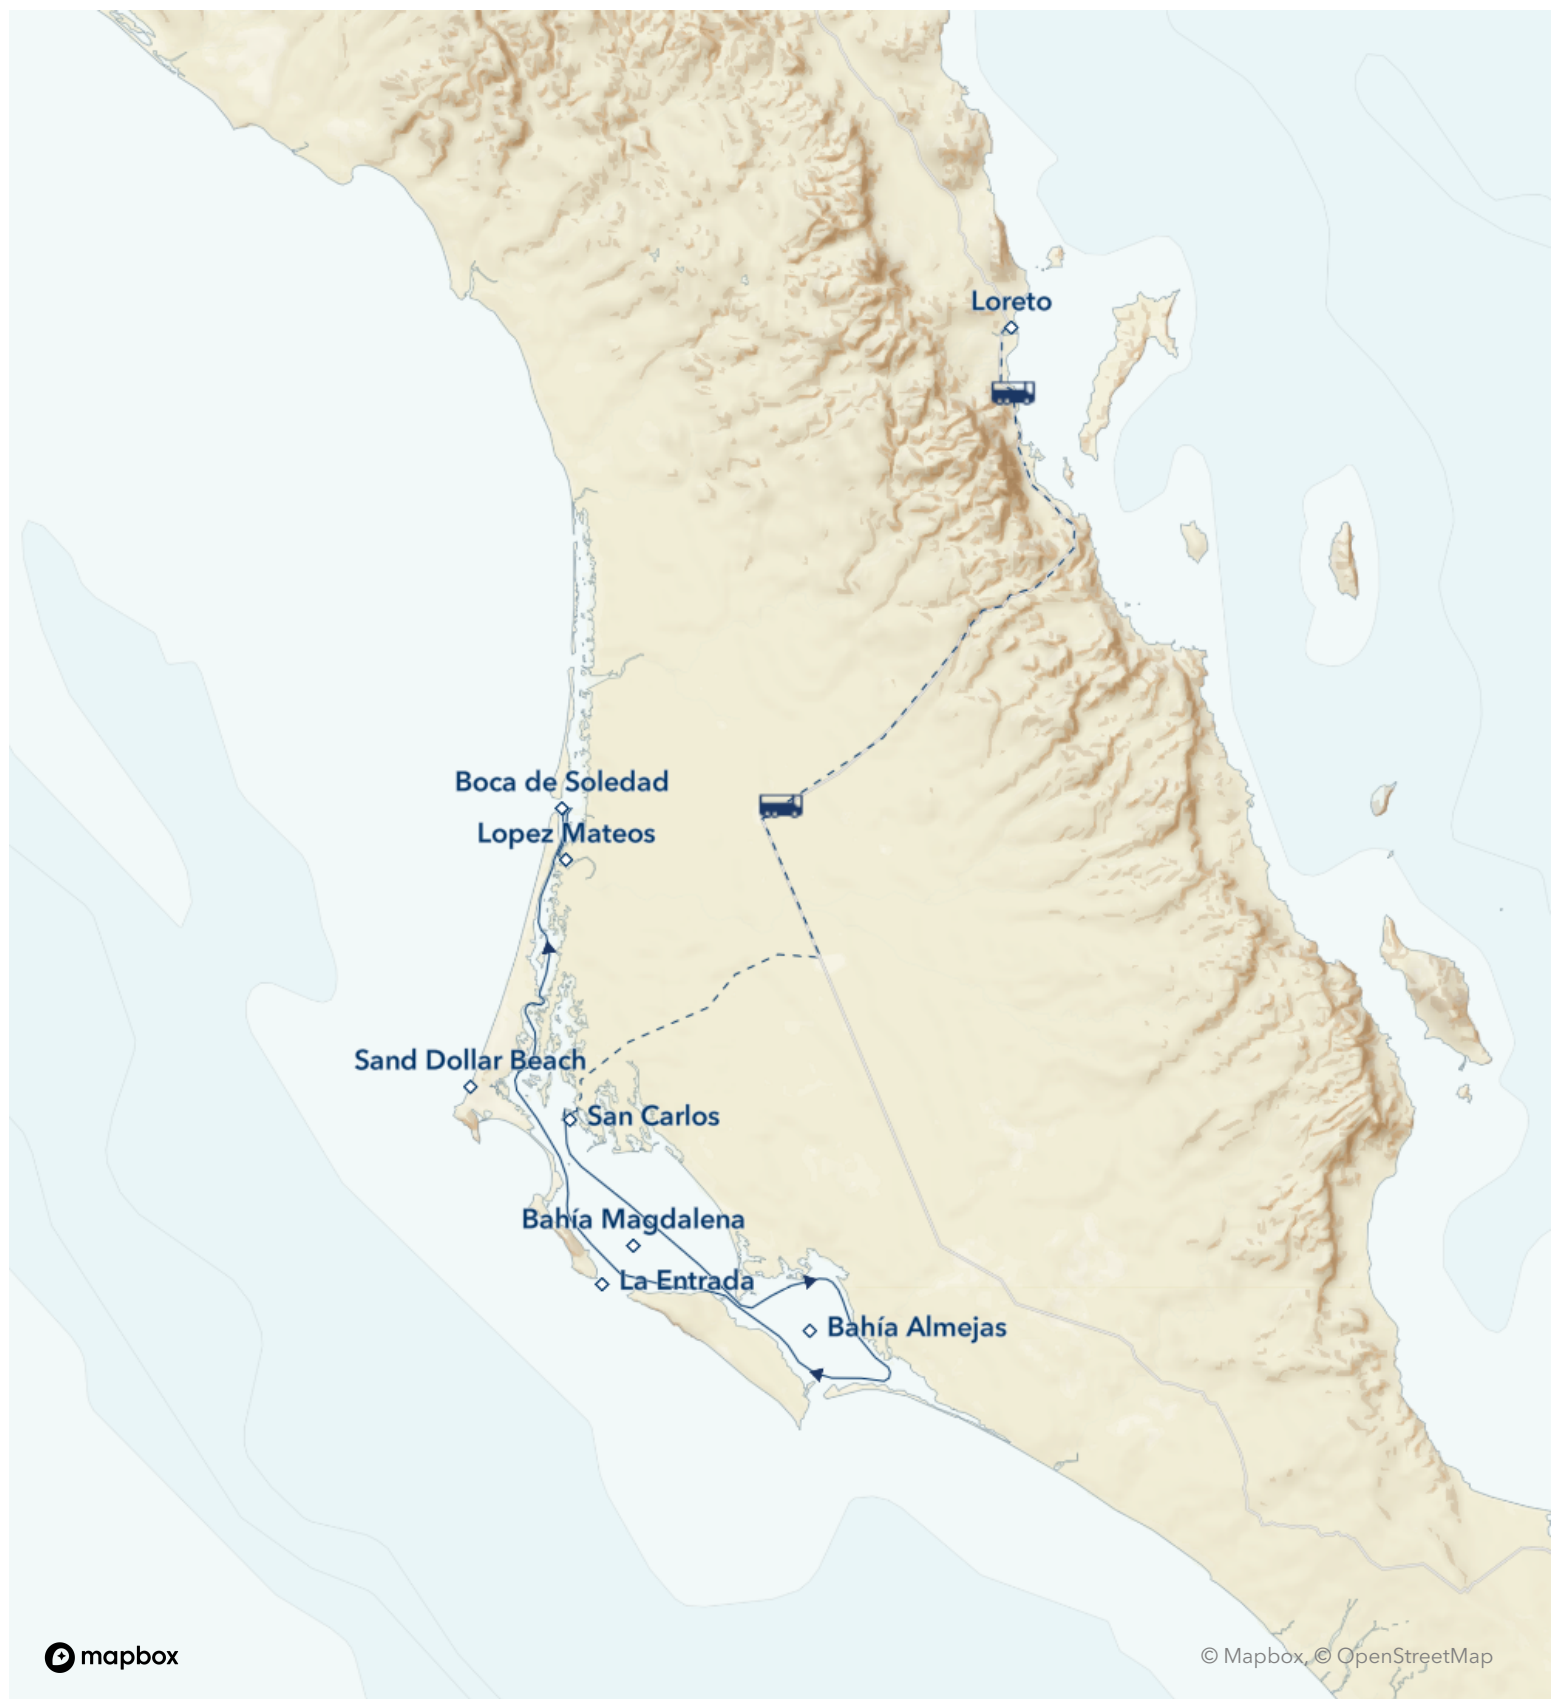 Loreto
Boca de Soledad
Lopez Mateos
Sand Dollar Beach
San Carlos
Bahía Magdalena
La Entrada
Bahía Almejas
mapbox
© Mapbox, © OpenStreetMap